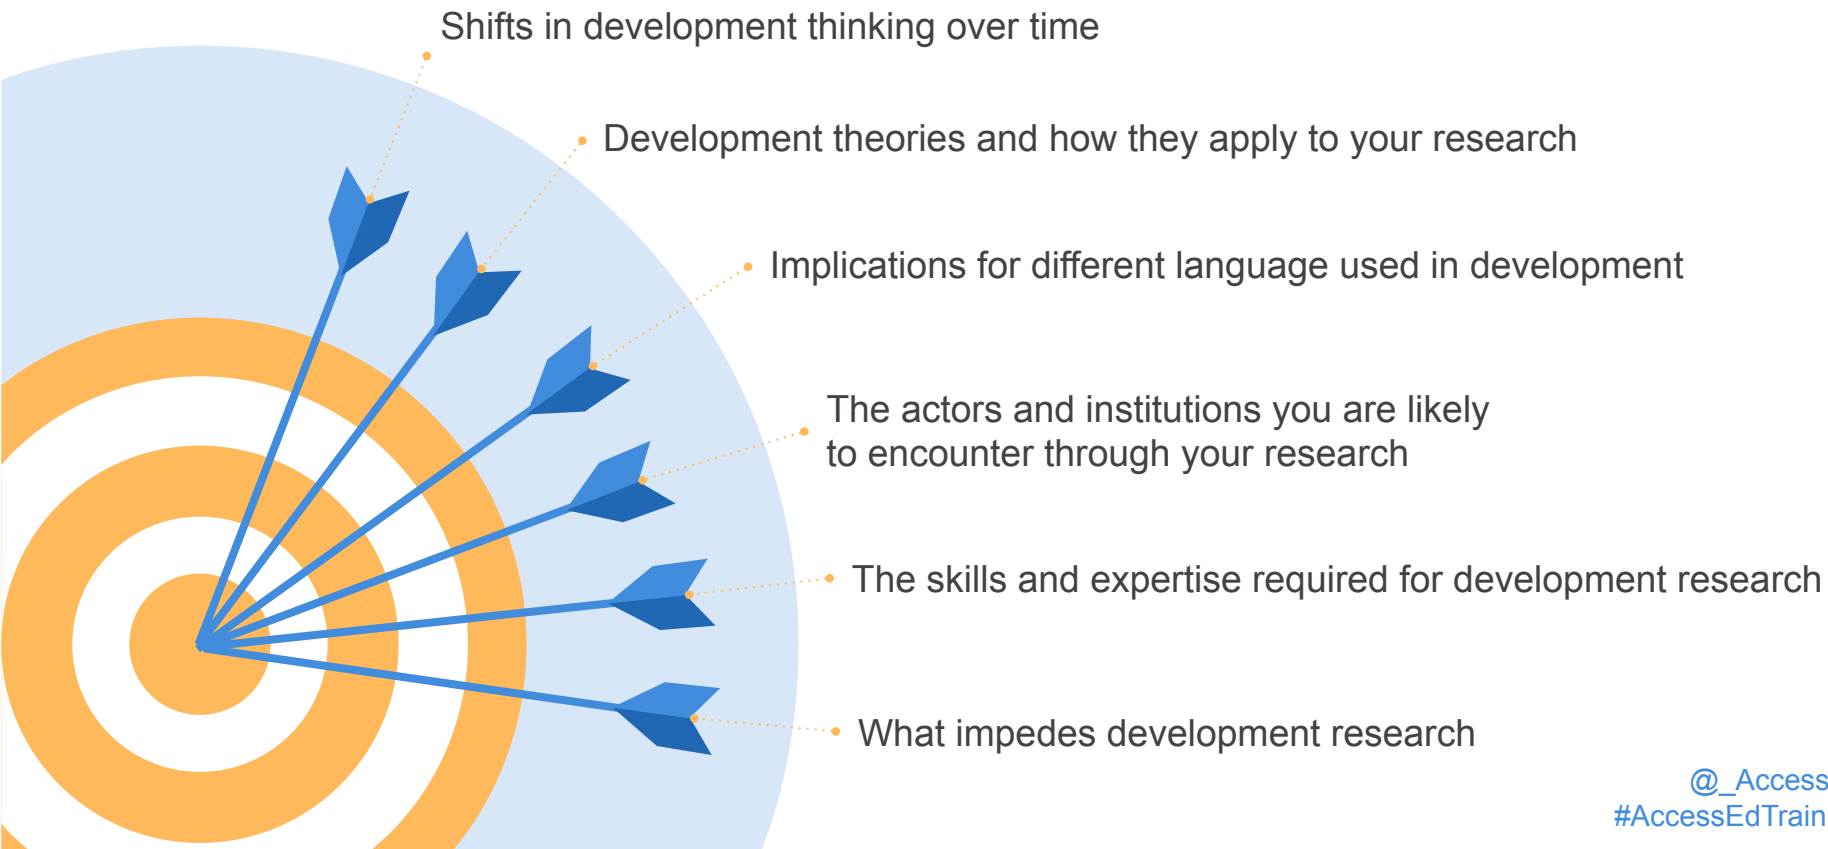 Shifts in development thinking over time
Development theories and how they apply to your research
Implications for different language used in development
The actors and institutions you are likely
to encounter through your research
The skills and expertise required for development research
What impedes development research
@_Access
#AccessEdTrain